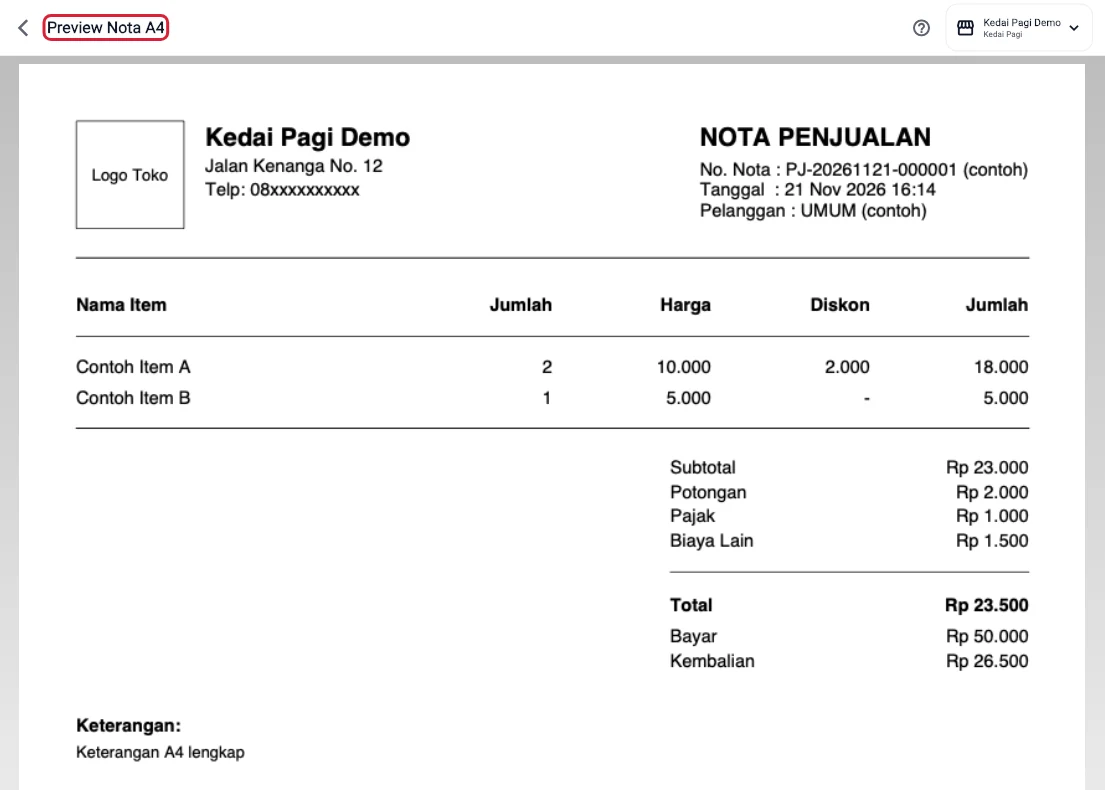 Preview Nota A4
Kedai Pagi Demo
Kedai Pagi
Logo Toko
Kedai Pagi Demo
Jalan Kenanga No. 12
Telp: 08xxxxxxxxxx
NOTA PENJUALAN
No. Nota : PJ-20261121-000001 (contoh)
Tanggal : 21 Nov 2026 16:14
Pelanggan : UMUM (contoh)
Nama Item Jumlah Harga Diskon Jumlah
Contoh Item A 2 10.000 2.000 18.000
Contoh Item B 1 5.000 - 5.000
Subtotal Rp 23.000
Potongan Rp 2.000
Pajak Rp 1.000
Biaya Lain Rp 1.500
Total Rp 23.500
Bayar Rp 50.000
Kembalian Rp 26.500
Keterangan:
Keterangan A4 lengkap